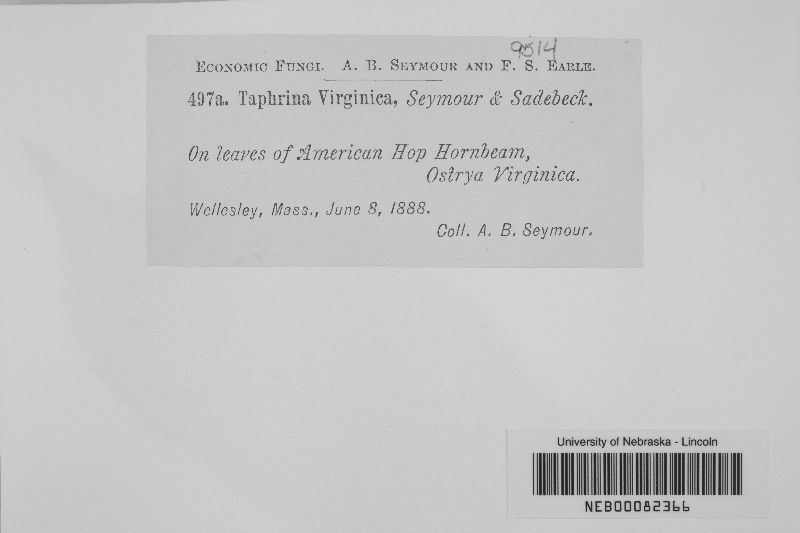 9514
Economic Fungi. A. B. Seymour and F. S. Earle.
497a. Taphrina Virginica, Seymour & Sadebeck.
On leaves of American Hop Hornbeam,
Ostrya Virginica.
Wellesley, Mass., June 8, 1888.
Coll. A. B. Seymour.
University of Nebraska - Lincoln
NEB00082366